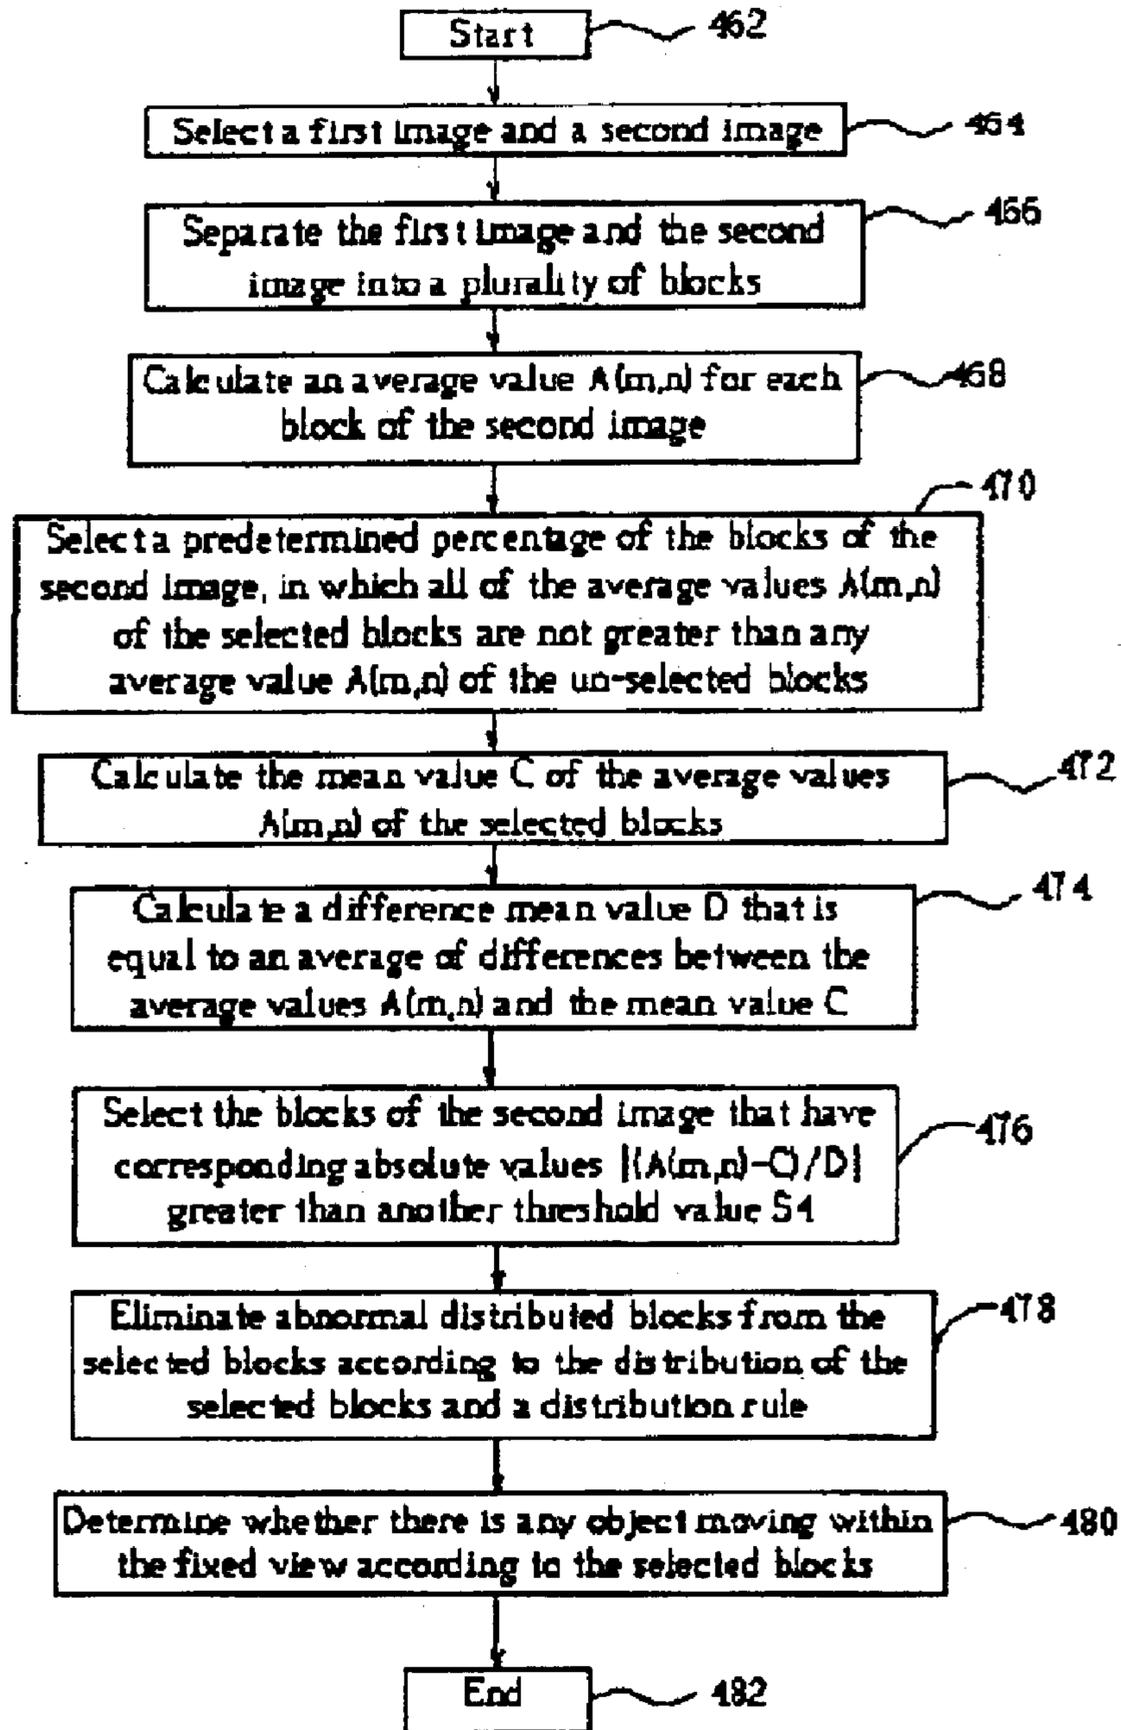 Start
462
Select a first image and a second image
464
Separate the first image and the second
image into a plurality of blocks
466
Calculate an average value A(m,n) for each
block of the second image
468
470
Select a predetermined percentage of the blocks of the
second image, in which all of the average values A(m,n)
of the selected blocks are not greater than any
average value A(m,n) of the un-selected blocks
Calculate the mean value C of the average values
A(m,n) of the selected blocks
472
Calculate a difference mean value D that is
equal to an average of differences between the
average values A(m,n) and the mean value C
474
Select the blocks of the second image that have
corresponding absolute values |(A(m,n)-C)/D|
greater than another threshold value S4
476
Eliminate abnormal distributed blocks from the
selected blocks according to the distribution of the
selected blocks and a distribution rule
478
Determine whether there is any object moving within
the fixed view according to the selected blocks
480
End
482